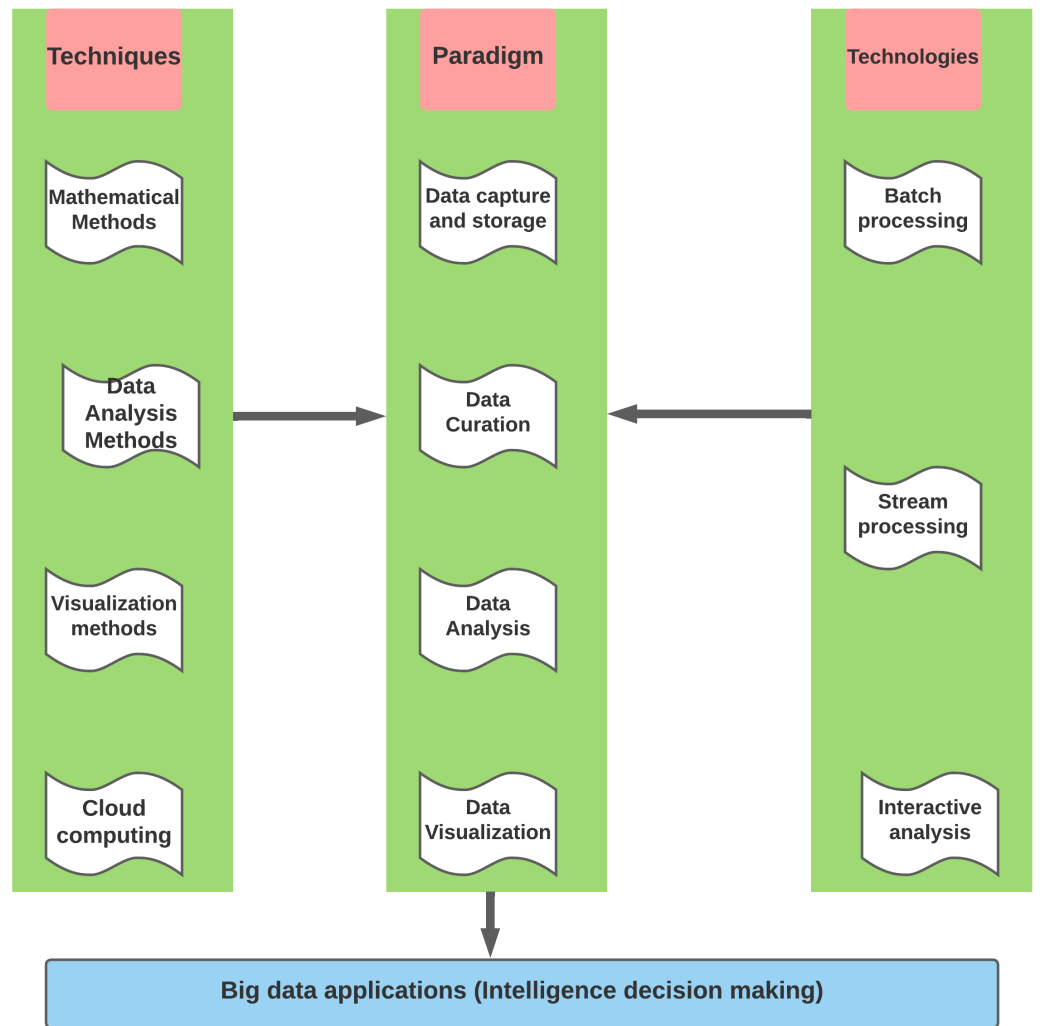 Techniques
Mathematical
Methods
Data
Analysis
Methods
Visualization
methods
Cloud
computing
Paradigm
Data capture
and storage
Data
Curation
Data
Analysis
Data
Visualization
Technologies
Batch
processing
Stream
processing
Interactive
analysis
Big data applications (Intelligence decision making)